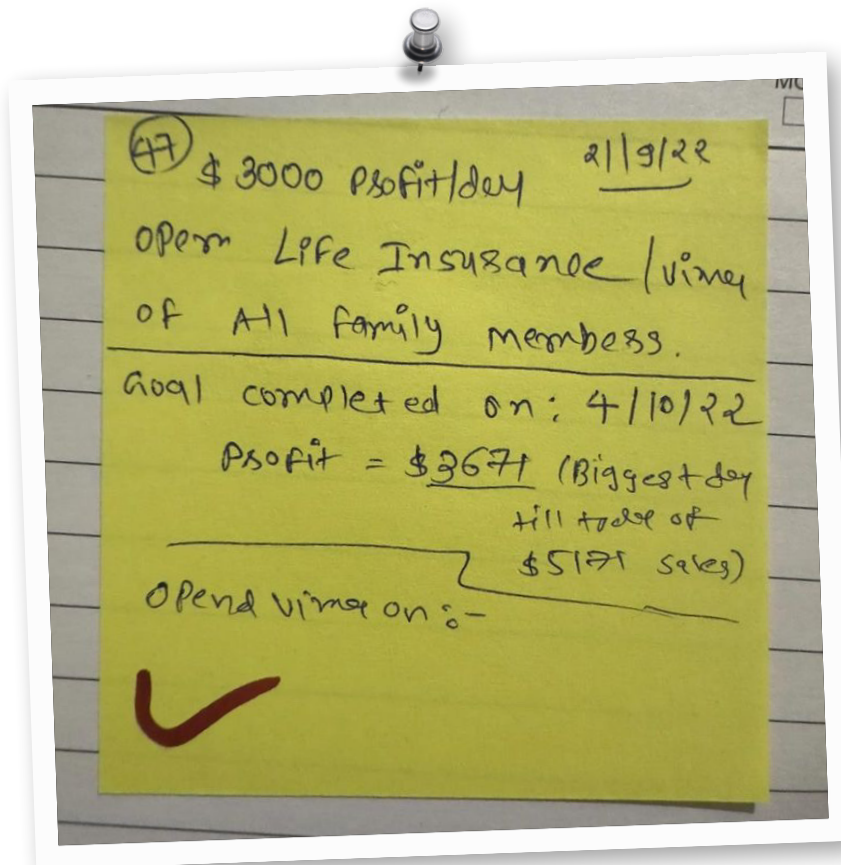 MO
47
$ 3000 Profit/day 21/9/22
Open Life Insurance / vima
of All family members.
Goal completed on: 4/10/22
Profit = $3671 (Biggest day
till today of
$5171 sales)
Opend vima on :-